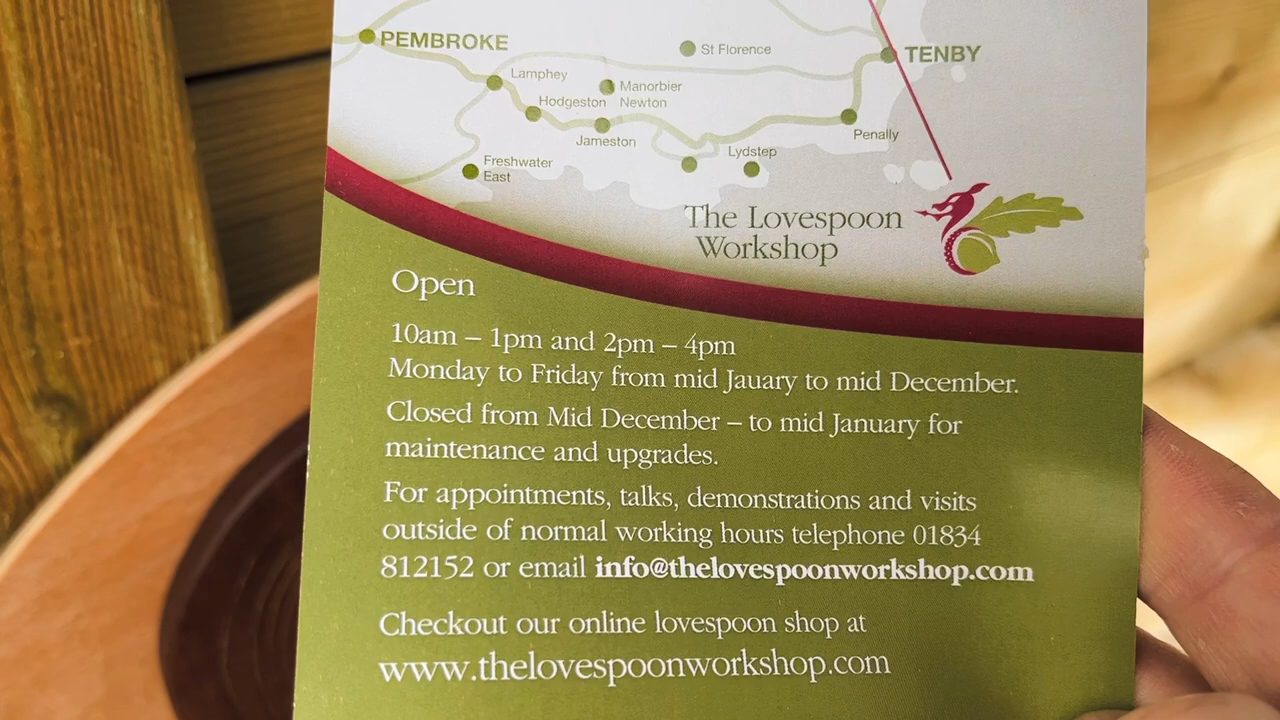 PEMBROKE
St Florence
TENBY
Lamphey
Manorbier
Newton
Hodgeston
Jameston
Penally
Lydstep
Freshwater
East
The Lovespoon
Workshop
Open
10am – 1pm and 2pm – 4pm
Monday to Friday from mid Jauary to mid December.
Closed from Mid December – to mid January for
maintenance and upgrades.
For appointments, talks, demonstrations and visits
outside of normal working hours telephone 01834
812152 or email info@thelovespoonworkshop.com
Checkout our online lovespoon shop at
www.thelovespoonworkshop.com